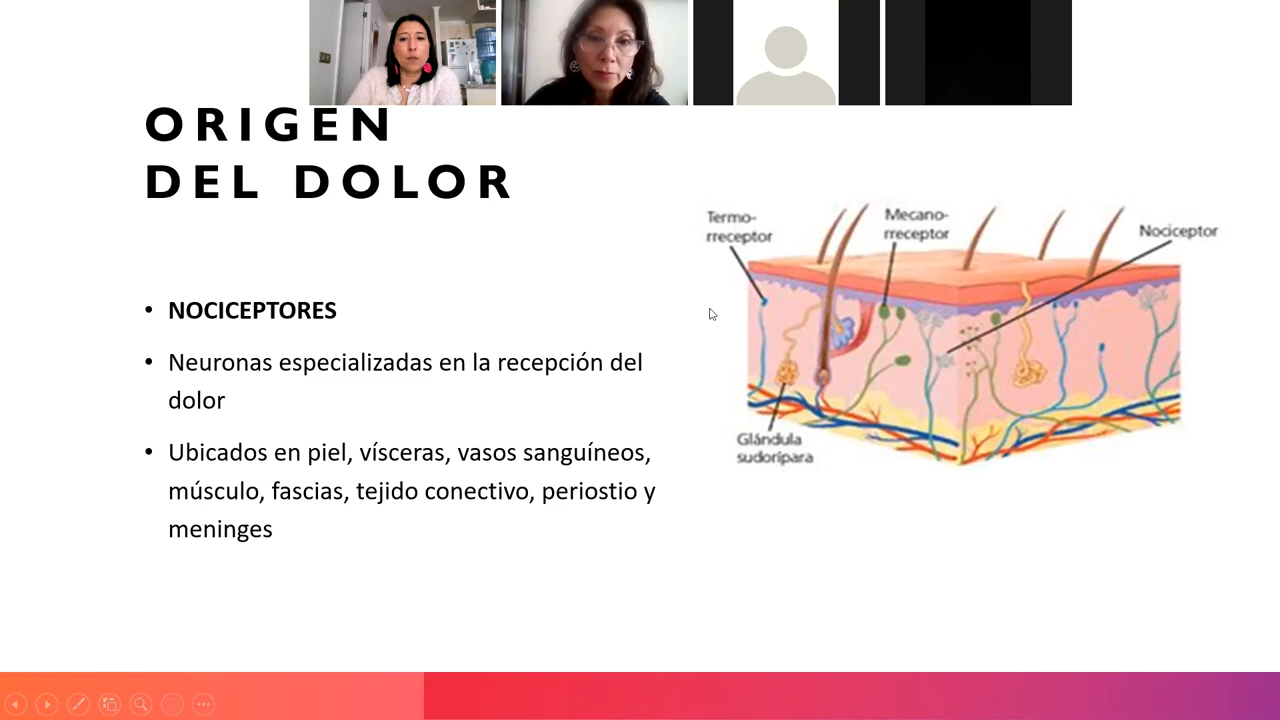 ORIGEN
DEL DOLOR
• NOCICEPTORES
• Neuronas especializadas en la recepción del
dolor
• Ubicados en piel, vísceras, vasos sanguíneos,
músculo, fascias, tejido conectivo, periostio y
meninges
Termo-
rreceptor
Mecano-
rreceptor
Nociceptor
Glándula
sudorípara